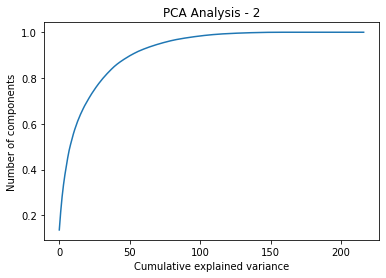 PCA Analysis - 2
1.0
0.8
0.6
0.4
0.2
Number of components
0 50 100 150 200
Cumulative explained variance